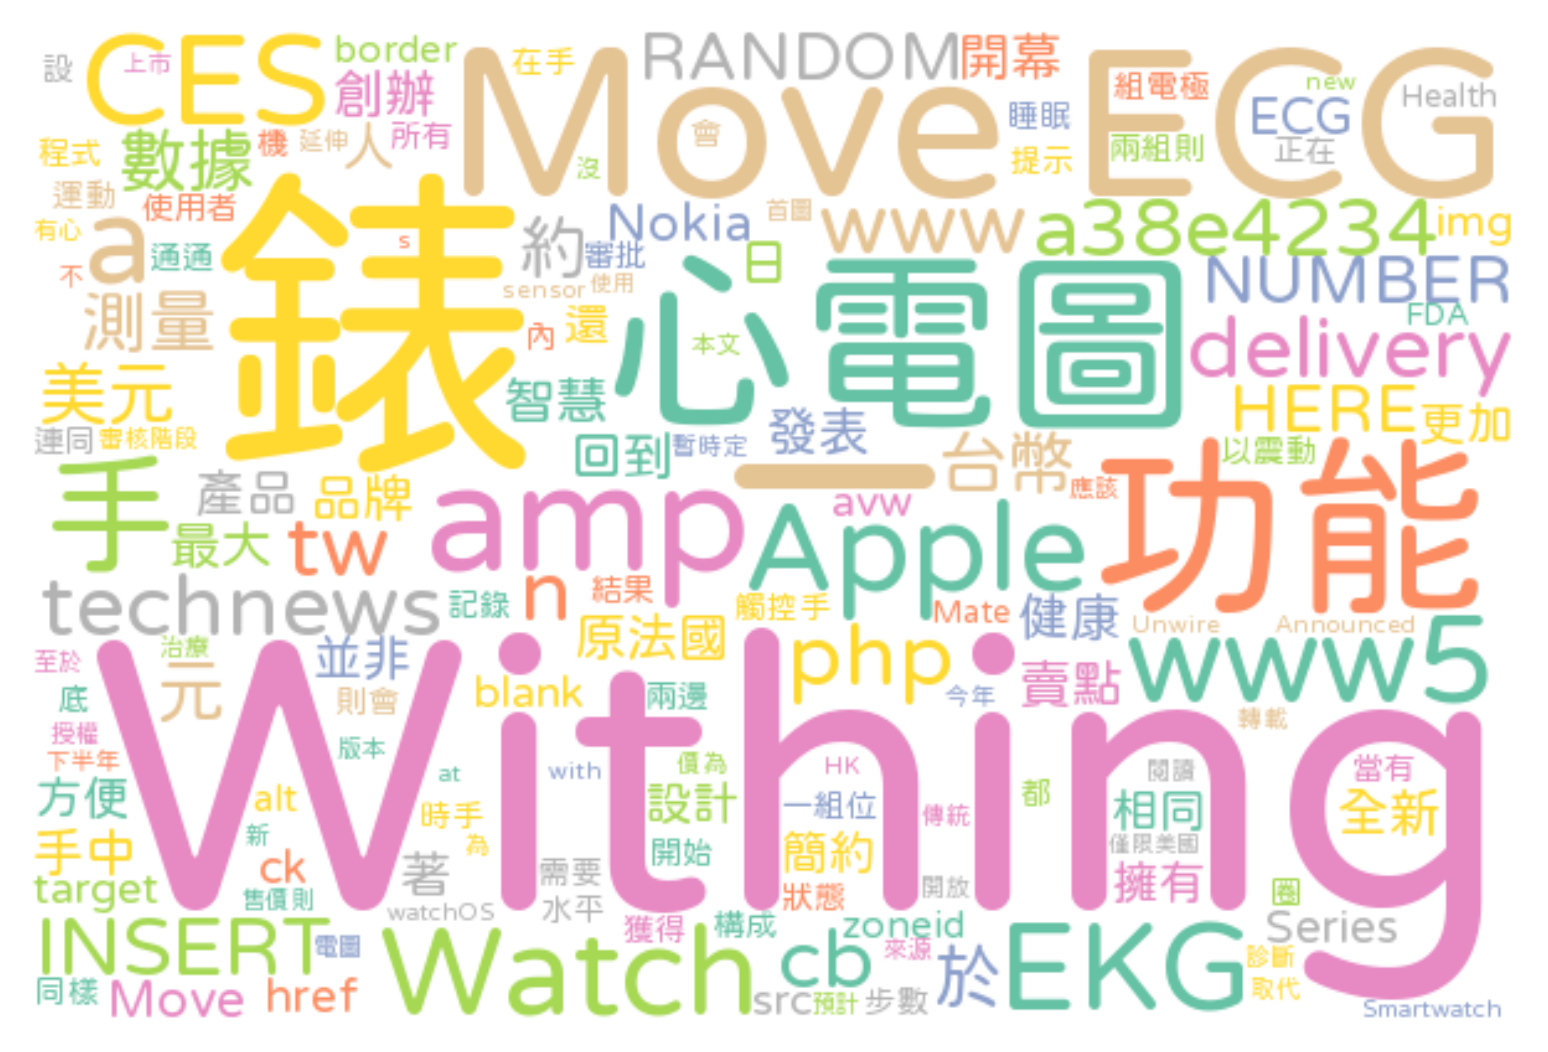 設 CES 上市 border 創辦 Move 在手 RANDOM 開幕 ECG 組電極 new Health
程式 數據 機 延伸 人 所有 會 沒 睡眠 提示 兩組則 ECG 正在
運動 使用者 有心 a 通通 不 錶 s 約 Nokia 審批 首圖 www a38e4234 img
測量 sensor 使用 內 還 心電圖 日 本文 NUMBER FDA delivery
美元 智慧 HERE 更加
連同 審核階段 回到 暫時定 發表 一 台幣 以震動 應該 功能
手 產品 品牌 最大 tw amp avw Apple
technews 記錄 n 結果 觸控手 Mate 健康 Unwire Announced
至於 治療 並非 原法國 php 賣點 www5
底 元 則會 blank 兩邊 今年 轉載
授權 下半年 版本 Withing at with 價為 HK 閱讀 當有
方便 alt 時手 設計 一組位 傳統 都 相同 全新
手中 新 ck 為 著 需要 開始 簡約 僅限美國
target 售價則 watchOS 水平 狀態 開放 擁有 圈
INSERT 電圖 Watch 獲得 構成 zoneid 來源 cb 於 EKG Series 診斷
同樣 Move href src 預計 步數 取代 Smartwatch